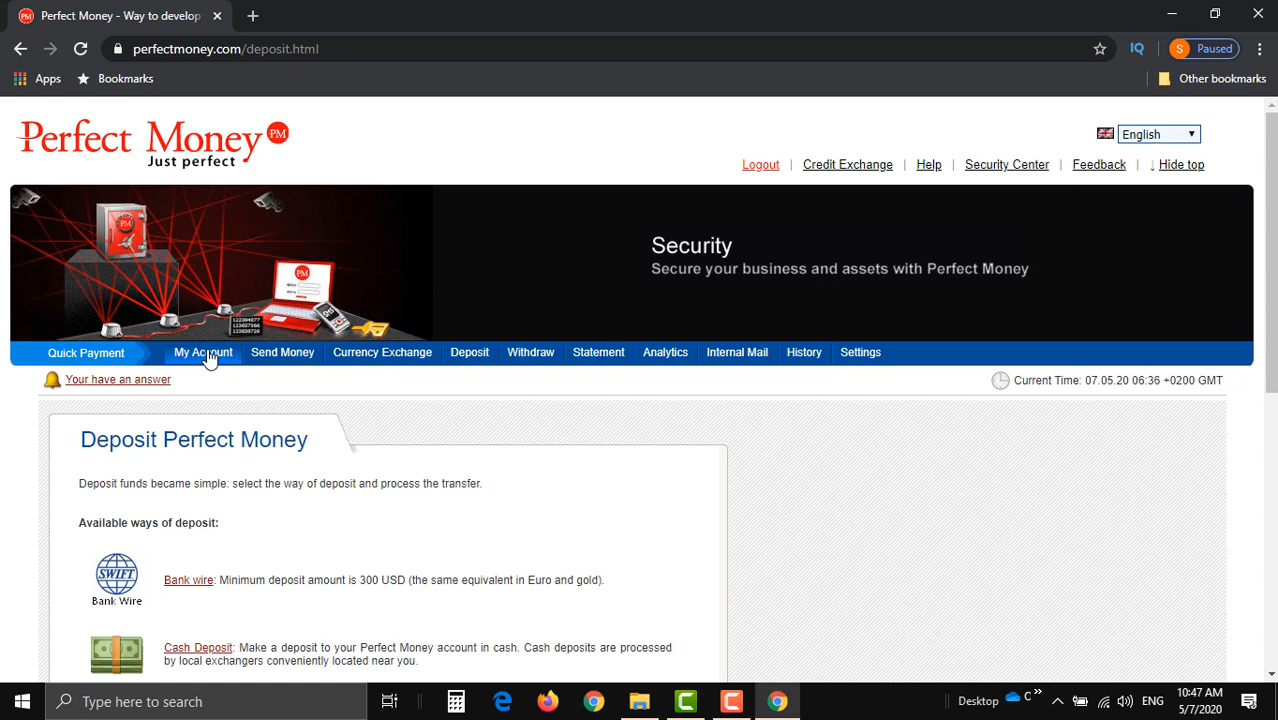 Perfect Money - Way to develop
perfectmoney.com/deposit.html
IQ
S Paused
Apps Bookmarks Other bookmarks
Perfect Money PM
Just perfect
English
Logout | Credit Exchange | Help | Security Center | Feedback | ↓ Hide top
Security
Secure your business and assets with Perfect Money
PM
PM
Quick Payment My Account Send Money Currency Exchange Deposit Withdraw Statement Analytics Internal Mail History Settings
Your have an answer Current Time: 07.05.20 06:36 +0200 GMT
Deposit Perfect Money
Deposit funds became simple: select the way of deposit and process the transfer.
Available ways of deposit:
SWIFT
Bank Wire
Bank wire: Minimum deposit amount is 300 USD (the same equivalent in Euro and gold).
Cash Deposit: Make a deposit to your Perfect Money account in cash. Cash deposits are processed
by local exchangers conveniently located near you.
Type here to search
Desktop C ENG
10:47 AM
5/7/2020